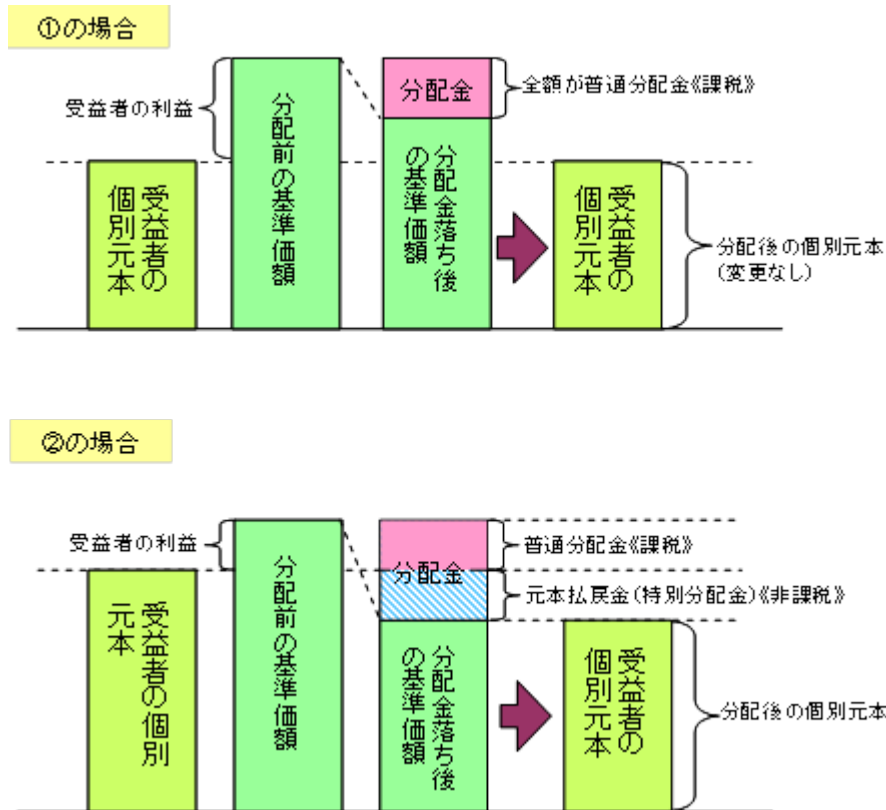 ①の場合
受益者の利益
受益者の
個別元本
分配前の基準価額
分配金
分配金落ち後
の基準価額
全額が普通分配金《課税》
受益者の
個別元本
分配後の個別元本
(変更なし)
②の場合
受益者の利益
受益者の個別
元本
分配前の基準価額
分配金
分配金落ち後
の基準価額
普通分配金《課税》
元本払戻金(特別分配金)《非課税》
受益者の
個別元本
分配後の個別元本